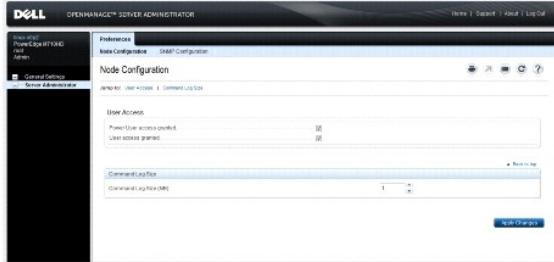 DELL OPENMANAGE™ SERVER ADMINISTRATOR
Home | Support | About | Log Out
PowerEdge M710HD
root
Admin
General Settings
Server Administrator
Preferences
Node Configuration SNMP Configuration
Node Configuration
Jump to: User Access | Command Log Size
User Access
Power User access granted
User access granted
Back to top
Command Log Size
Command Log Size (MB) 1
Apply Changes